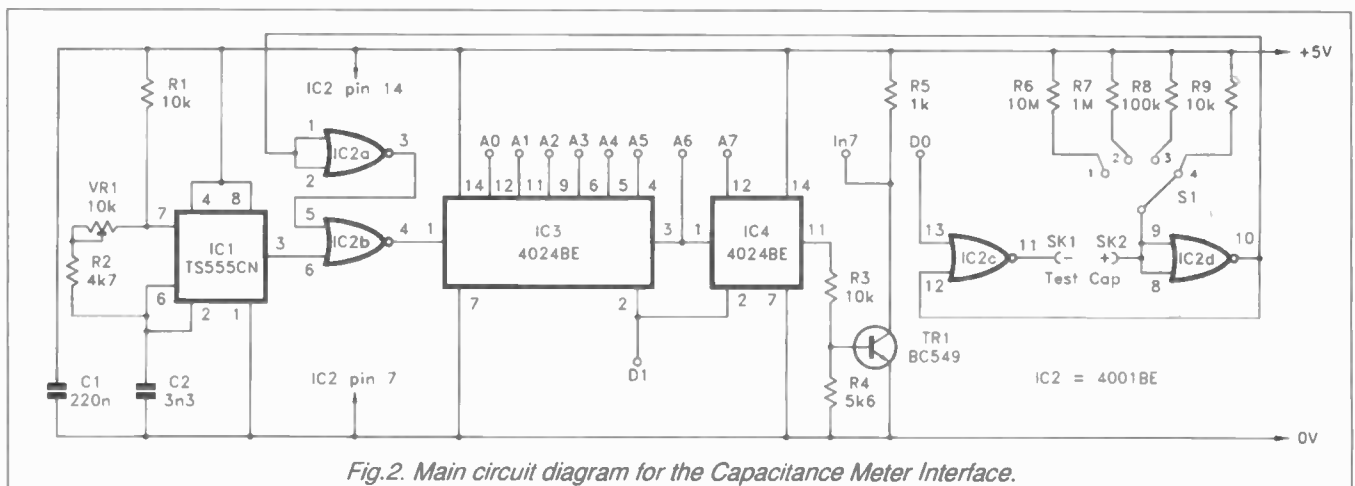 +5V
R1
10k
IC2 pin 14
1
2
3
IC2a
A0
A1
A2
A3
A4
A5
A6
A7
R5
1k
In7
D0
R6
10M
R7
1M
R8
100k
R9
10k
1
2
3
4
S1
VR1
10k
R2
4k7
7
4
8
IC1
TS555CN
3
6
2
1
5
6
IC2b
4
1
14
12
11
9
6
5
4
IC3
4024BE
3
7
2
1
12
14
IC4
4024BE
11
2
7
D1
R3
10k
R4
5k6
TR1
BC549
13
12
IC2c
11
SK1
-
SK2
+
Test Cap
9
8
IC2d
10
IC2 = 4001BE
C1
220n
C2
3n3
IC2 pin 7
0V
Fig.2. Main circuit diagram for the Capacitance Meter Interface.